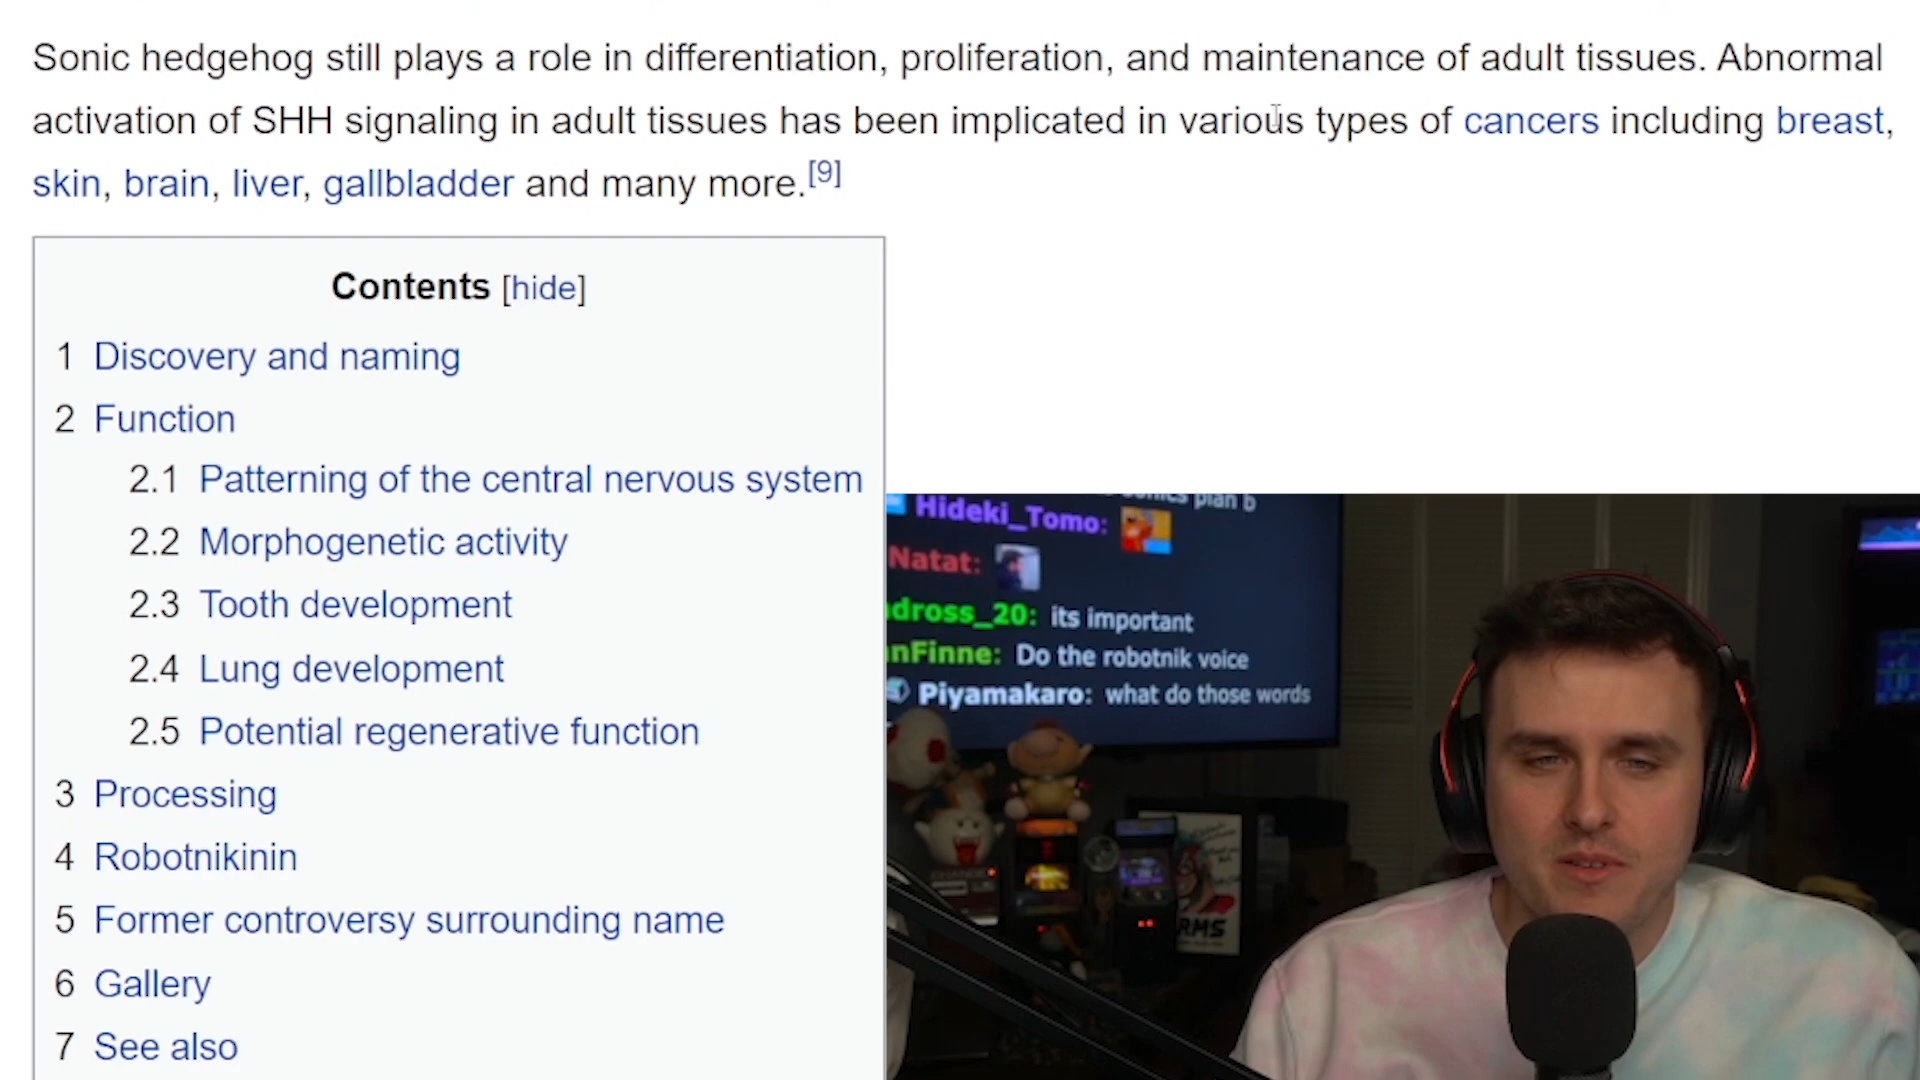 Sonic hedgehog still plays a role in differentiation, proliferation, and maintenance of adult tissues. Abnormal
activation of SHH signaling in adult tissues has been implicated in various types of cancers including breast,
skin, brain, liver, gallbladder and many more.[9]
Contents [hide]
1 Discovery and naming
2 Function
2.1 Patterning of the central nervous system
2.2 Morphogenetic activity
2.3 Tooth development
2.4 Lung development
2.5 Potential regenerative function
3 Processing
4 Robotnikinin
5 Former controversy surrounding name
6 Gallery
7 See also
plan b
Hideki_Tomo:
Natat:
dross_20: its important
nFinne: Do the robotnik voice
Piyamakaro: what do those words
RMS